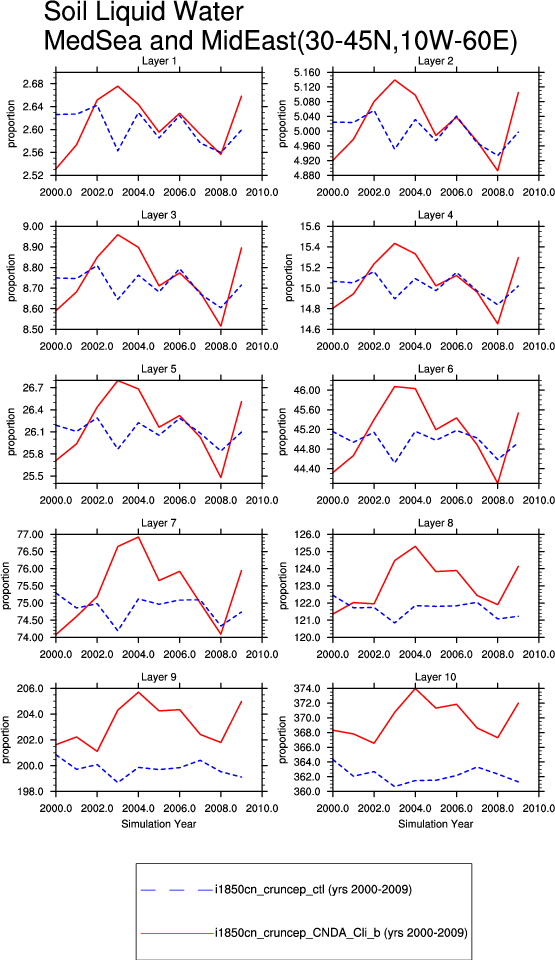 Soil Liquid Water
MedSea and MidEast(30-45N,10W-60E)
Layer 1
proportion
2.68
2.64
2.60
2.56
2.52
2000.0 2002.0 2004.0 2006.0 2008.0 2010.0
Layer 2
proportion
5.160
5.120
5.080
5.040
5.000
4.960
4.920
4.880
2000.0 2002.0 2004.0 2006.0 2008.0 2010.0
Layer 3
proportion
9.00
8.90
8.80
8.70
8.60
8.50
2000.0 2002.0 2004.0 2006.0 2008.0 2010.0
Layer 4
proportion
15.6
15.4
15.2
15.0
14.8
14.6
2000.0 2002.0 2004.0 2006.0 2008.0 2010.0
Layer 5
proportion
26.7
26.4
26.1
25.8
25.5
2000.0 2002.0 2004.0 2006.0 2008.0 2010.0
Layer 6
proportion
46.00
45.60
45.20
44.80
44.40
2000.0 2002.0 2004.0 2006.0 2008.0 2010.0
Layer 7
proportion
77.00
76.50
76.00
75.50
75.00
74.50
74.00
2000.0 2002.0 2004.0 2006.0 2008.0 2010.0
Layer 8
proportion
126.0
125.0
124.0
123.0
122.0
121.0
120.0
2000.0 2002.0 2004.0 2006.0 2008.0 2010.0
Layer 9
proportion
206.0
204.0
202.0
200.0
198.0
2000.0 2002.0 2004.0 2006.0 2008.0 2010.0
Simulation Year
Layer 10
proportion
374.0
372.0
370.0
368.0
366.0
364.0
362.0
360.0
2000.0 2002.0 2004.0 2006.0 2008.0 2010.0
Simulation Year
i1850cn_cruncep_ctl (yrs 2000-2009)
i1850cn_cruncep_CNDA_Cli_b (yrs 2000-2009)